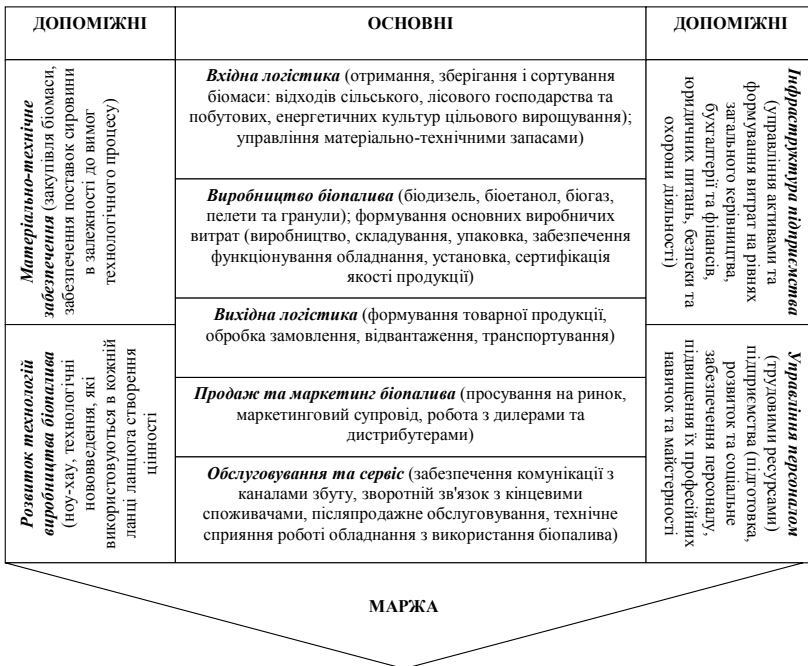 ДОПОМІЖНІ
ОСНОВНІ
ДОПОМІЖНІ
Матеріально-технічне
забезпечення (закупівля біомаси,
забезпечення поставок сировини
в залежності до вимог
технологічного процесу)
Розвиток технологій
виробництва біопалива
(ноу-хау, технологічні
нововведення, які
використовуються в кожній
ланці ланцюга створення
цінності
Вхідна логістика (отримання, зберігання і сортування
біомаси: відходів сільського, лісового господарства та
побутових, енергетичних культур цільового вирощування);
управління матеріально-технічними запасами)
Виробництво біопалива (біодизель, біоетанол, біогаз,
пелети та гранули); формування основних виробничих
витрат (виробництво, складування, упаковка, забезпечення
функціонування обладнання, установка, сертифікація
якості продукції)
Вихідна логістика (формування товарної продукції,
обробка замовлення, відвантаження, транспортування)
Продаж та маркетинг біопалива (просування на ринок,
маркетинговий супровід, робота з дилерами та
дистрибутерами)
Обслуговування та сервіс (забезпечення комунікації з
каналами збуту, зворотній зв'язок з кінцевими
споживачами, післяпродажне обслуговування, технічне
сприяння роботі обладнання з використання біопалива)
Інфраструктура підприємства
(управління активами та
формування витрат на рівнях
загального керівництва,
бухгалтерії та фінансів,
юридичних питань, безпеки та
охорони діяльності)
Управління персоналом
(трудовими ресурсами)
підприємства (підготовка,
розвиток та соціальне
забезпечення персоналу,
підвищення їх професійних
навичок та майстерності
МАРЖА